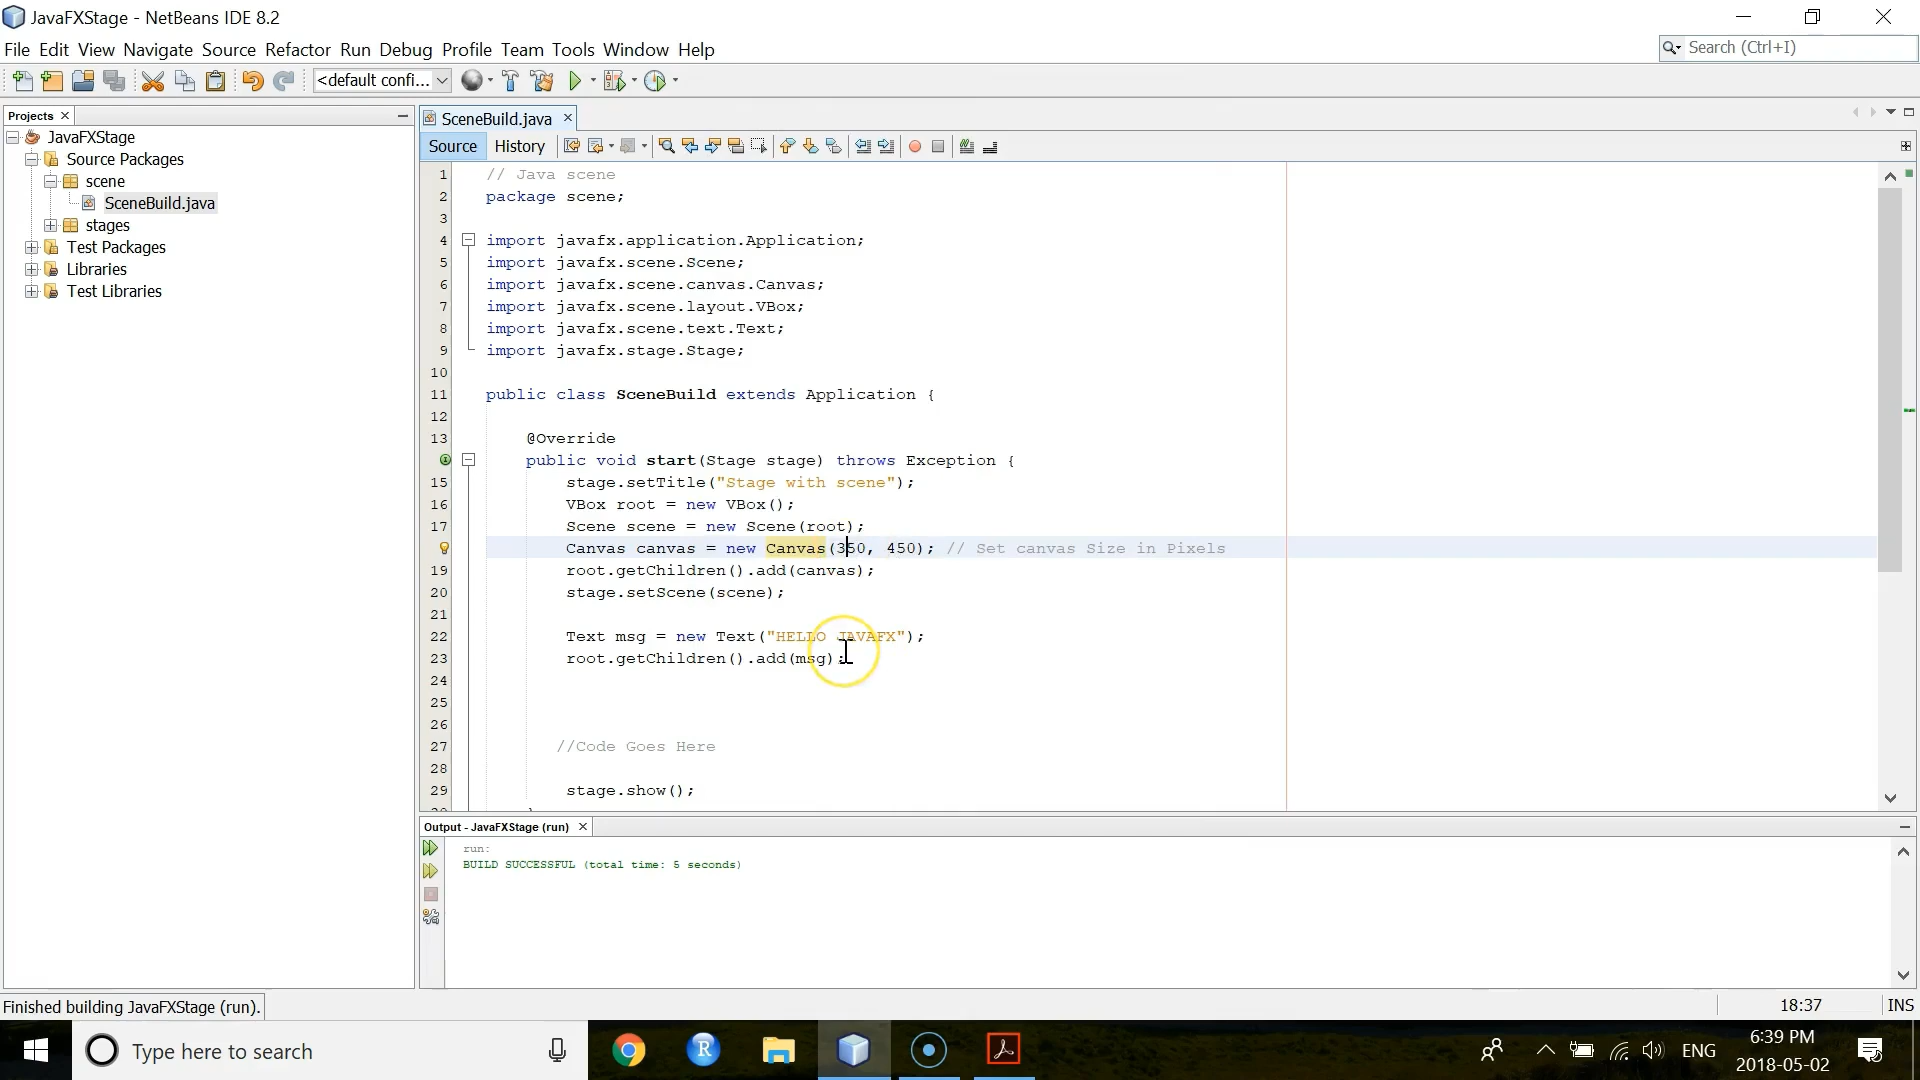 JavaFXStage - NetBeans IDE 8.2
File Edit View Navigate Source Refactor Run Debug Profile Team Tools Window Help
Search (Ctrl+I)
<default confi...
Projects
JavaFXStage
Source Packages
scene
SceneBuild.java
stages
Test Packages
Libraries
Test Libraries
SceneBuild.java
Source History
1 // Java scene
2 package scene;
3
4 import javafx.application.Application;
5 import javafx.scene.Scene;
6 import javafx.scene.canvas.Canvas;
7 import javafx.scene.layout.VBox;
8 import javafx.scene.text.Text;
9 import javafx.stage.Stage;
10
11 public class SceneBuild extends Application {
12
13 @Override
public void start(Stage stage) throws Exception {
15 stage.setTitle("Stage with scene");
16 VBox root = new VBox();
17 Scene scene = new Scene(root);
Canvas canvas = new Canvas(350, 450); // Set canvas Size in Pixels
19 root.getChildren().add(canvas);
20 stage.setScene(scene);
21
22 Text msg = new Text("HELLO JAVAFX");
23 root.getChildren().add(msg);
24
25
26
27 //Code Goes Here
28
29 stage.show();
Output - JavaFXStage (run)
run:
BUILD SUCCESSFUL (total time: 5 seconds)
Finished building JavaFXStage (run).
18:37
INS
Type here to search
R
ENG
6:39 PM
2018-05-02